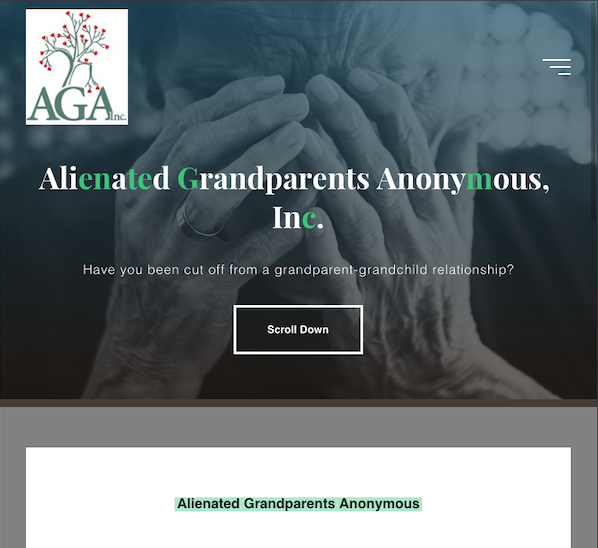 AGA Inc.
Alienated Grandparents Anonymous,
Inc.
Have you been cut off from a grandparent-grandchild relationship?
Scroll Down
Alienated Grandparents Anonymous